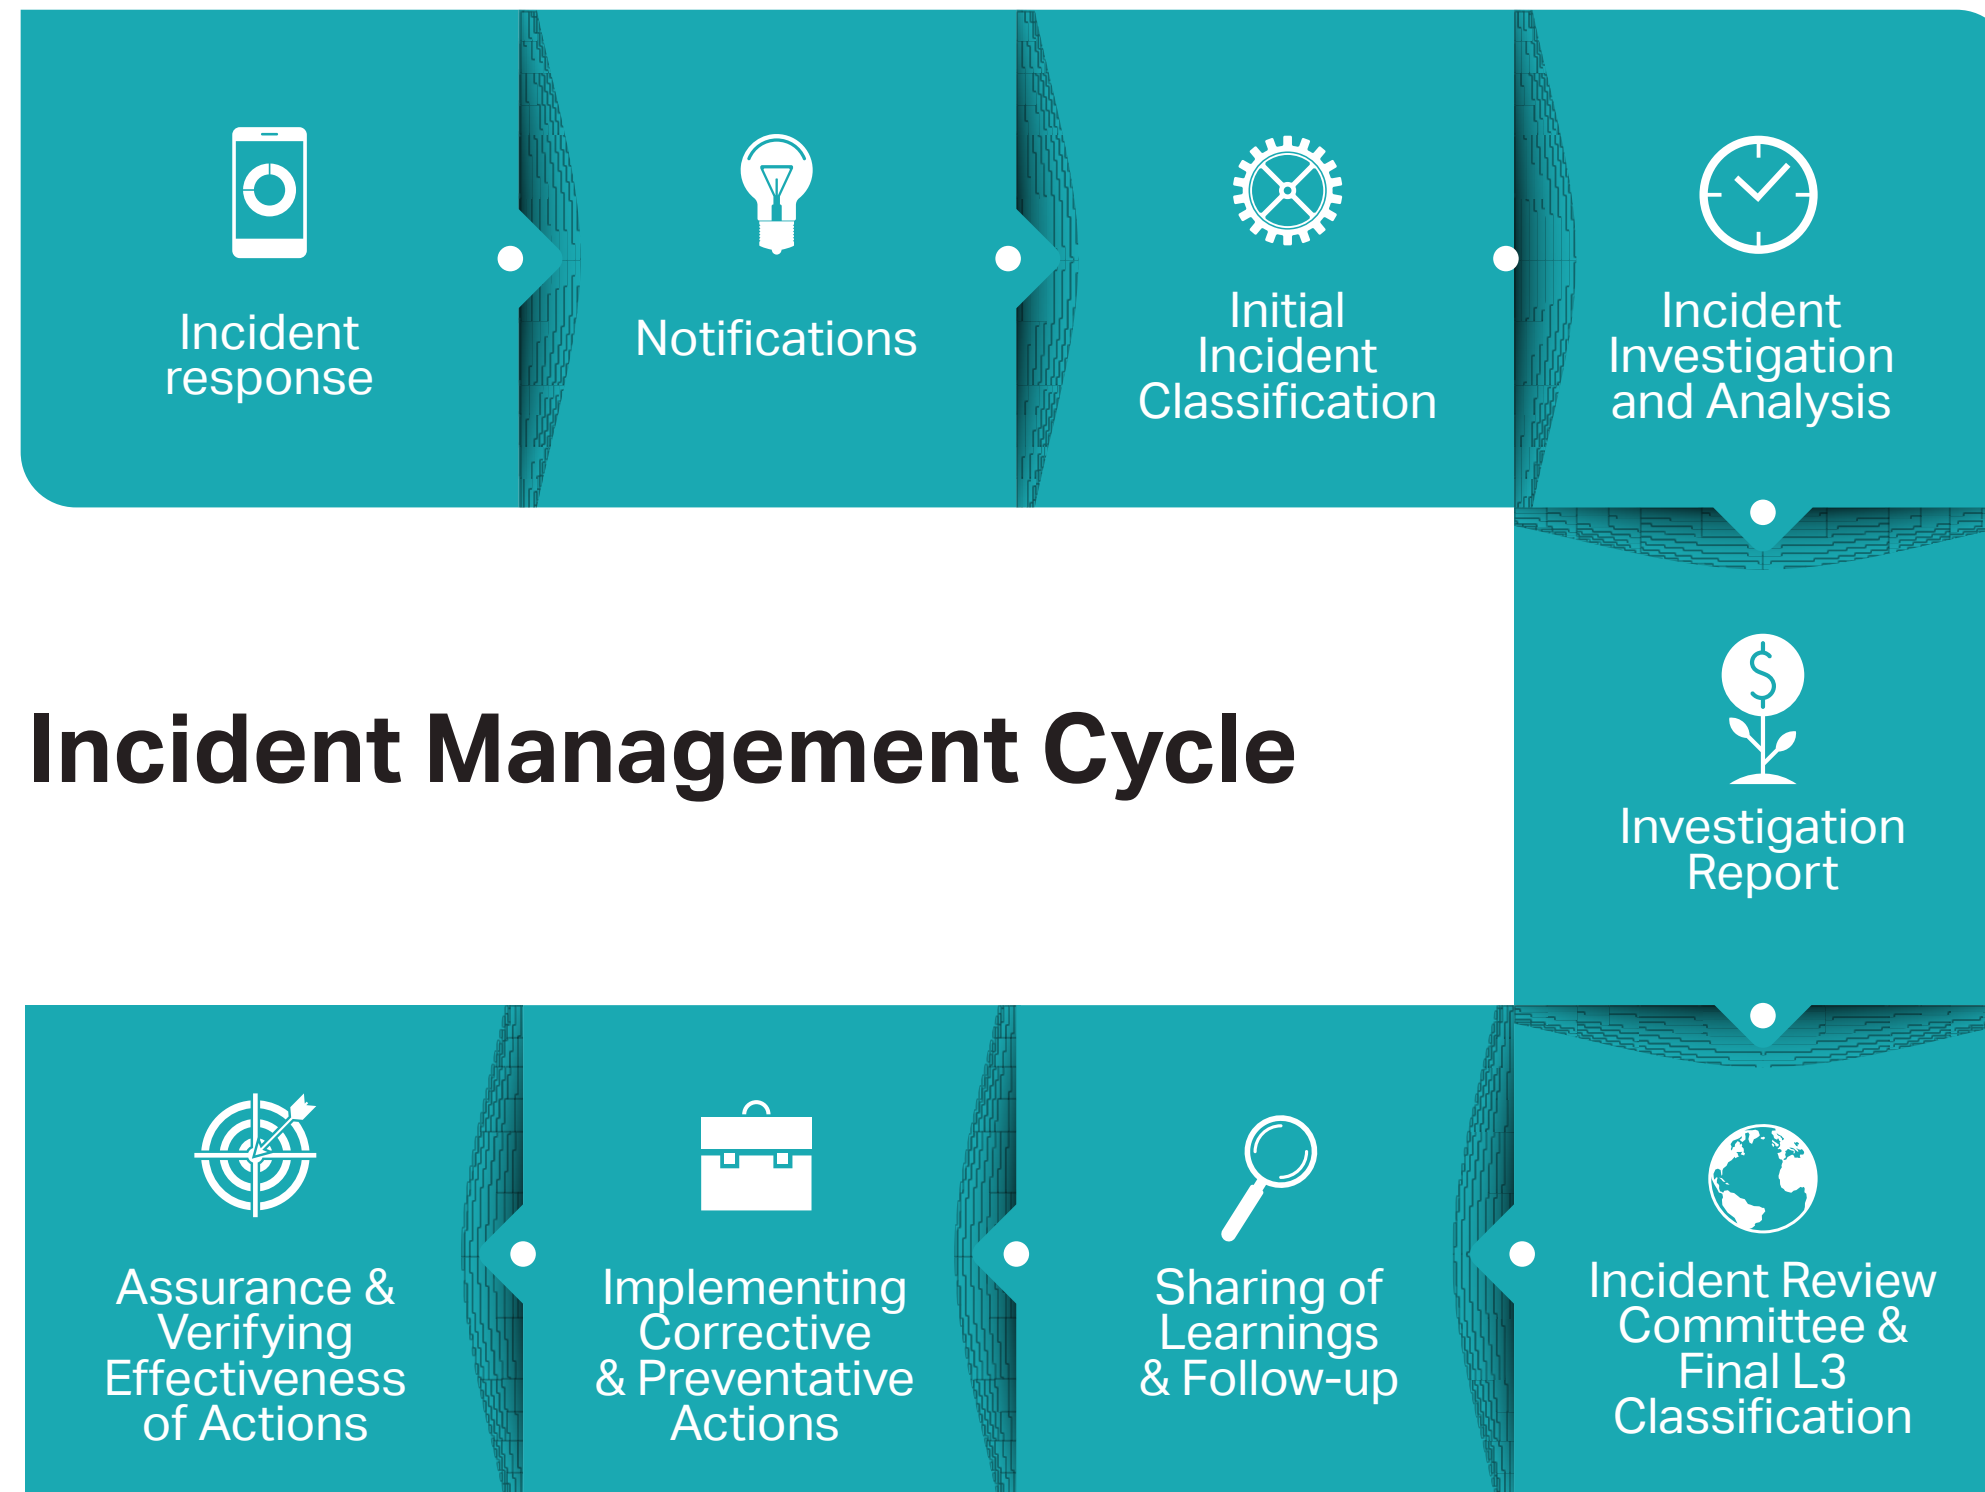 Incident
response
Notifications
Initial
Incident
Classification
Incident
Investigation
and Analysis
Investigation
Report
Incident Management Cycle
Incident Review
Committee &
Final L3
Classification
Sharing of
Learnings
& Follow-up
Implementing
Corrective
& Preventative
Actions
Assurance &
Verifying
Effectiveness
of Actions